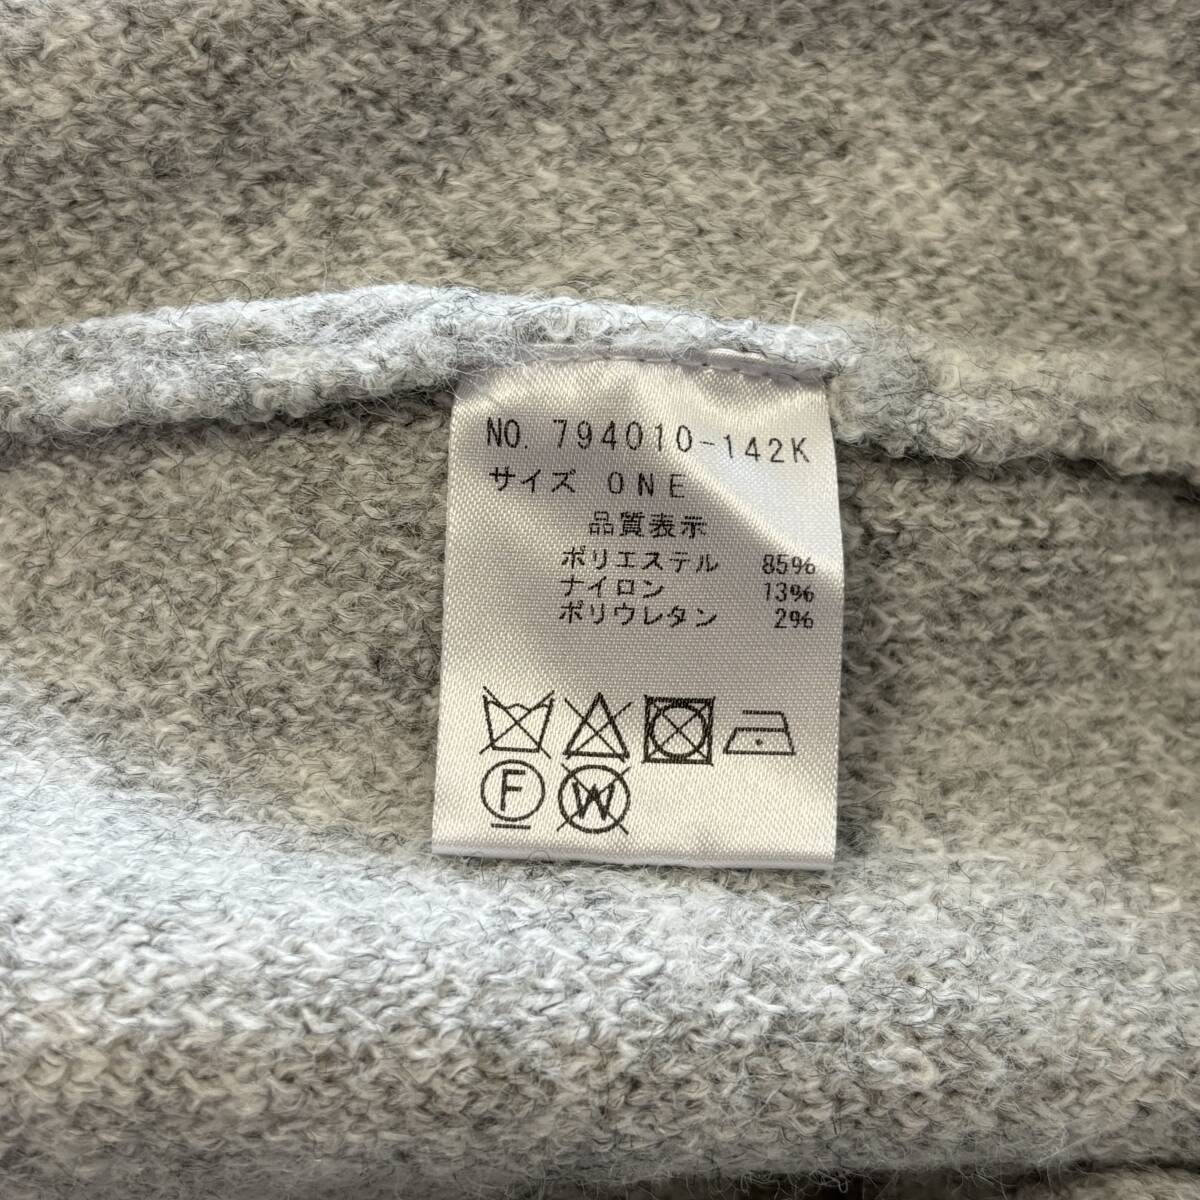 NO. 794010-142K
サイズ ONE
品質表示
ポリエステル 85%
ナイロン 13%
ポリウレタン 2%
F W